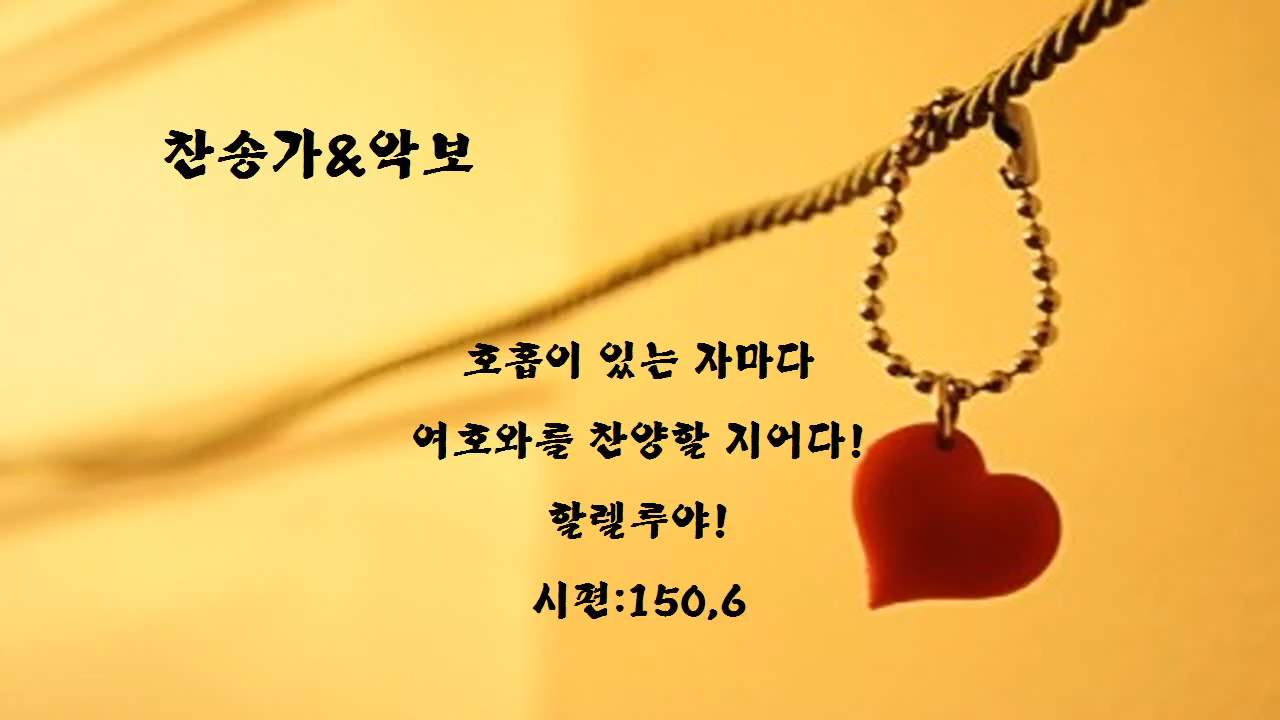 찬송가&악보
호흡이 있는 자마다
여호와를 찬양할 지어다!
할렐루야!
시편:150,6